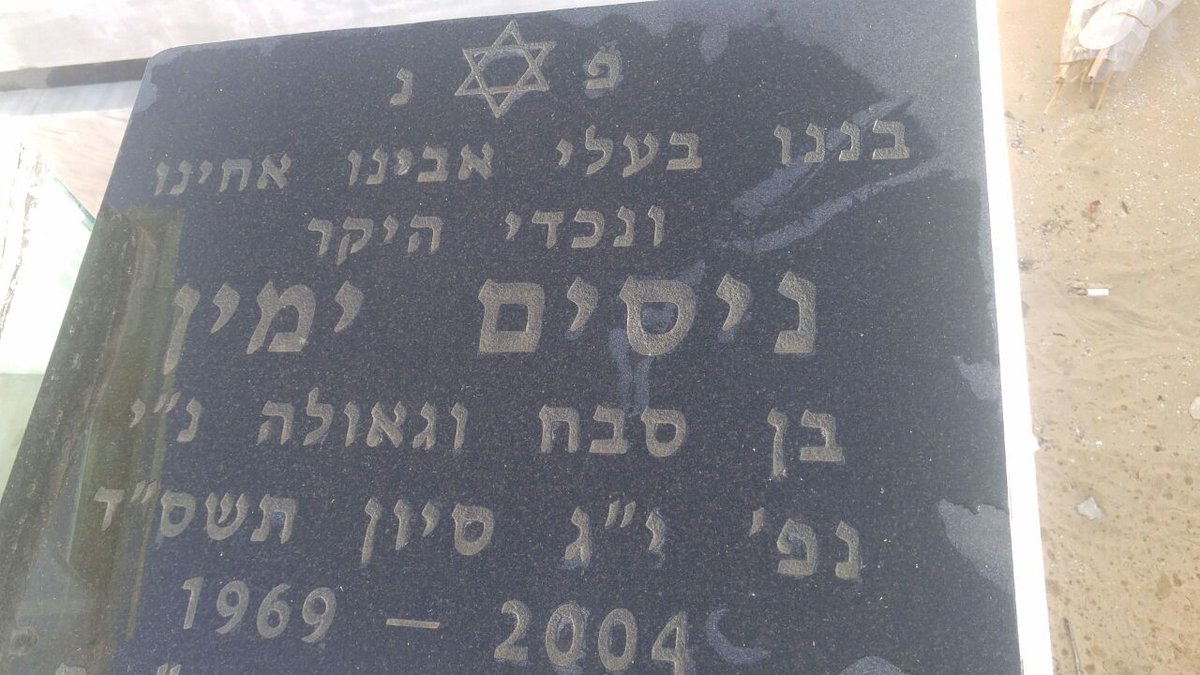 פ נ
בננו בעלי אבינו אחינו
ונכדי היקר
ניסים ימין
בן סבח וגאולה נ"י
נפ' י"ג סיון תשס"ד
1969 – 2004